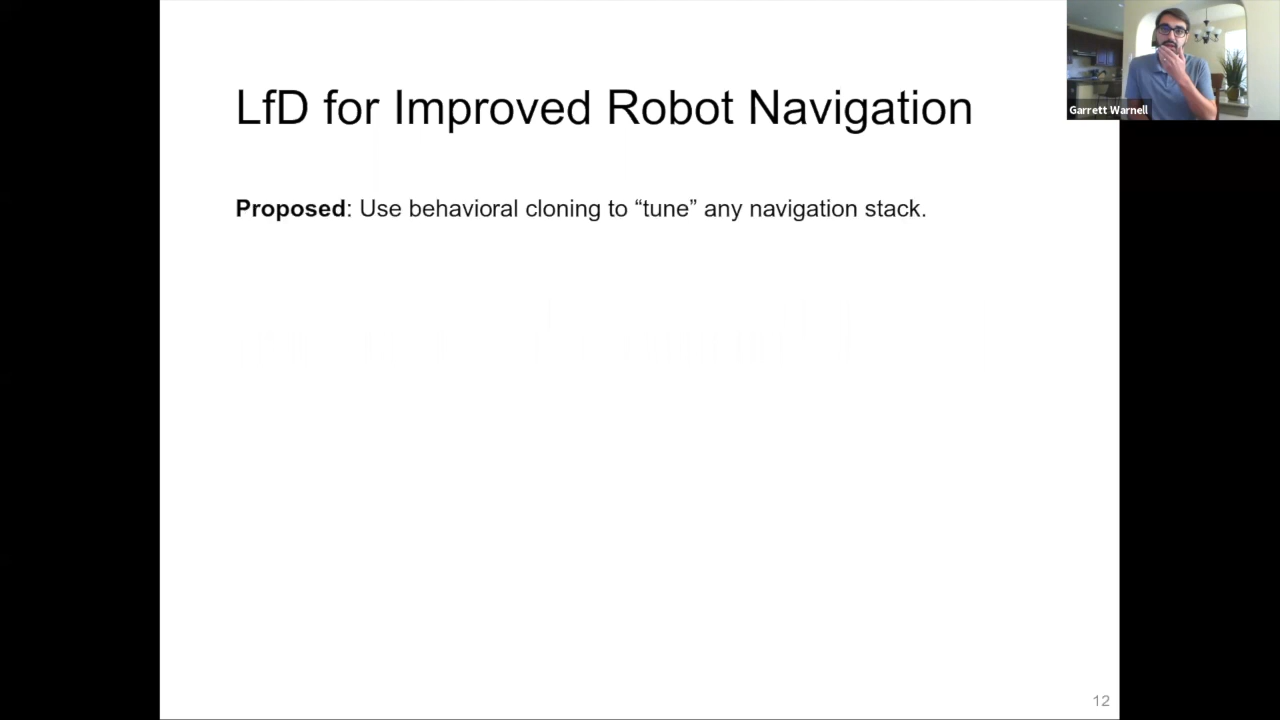 LfD for Improved Robot Navigation
Garrett Warnell
Proposed: Use behavioral cloning to “tune” any navigation stack.
12